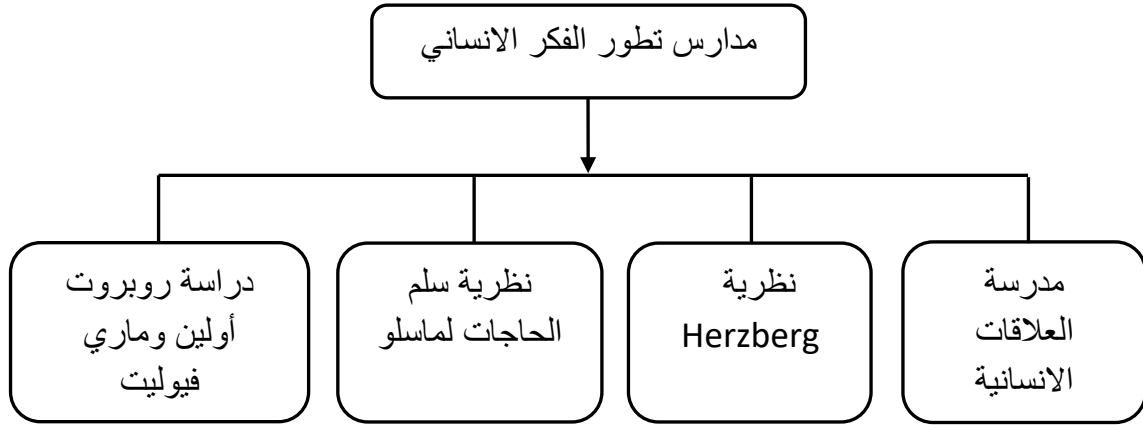 مدارس تطور الفكر الانساني
مدرسة
العلاقات
الانسانية
نظرية
Herzberg
نظرية سلم
الحاجات لماسلو
دراسة روبروت
أولين وماري
فيوليت